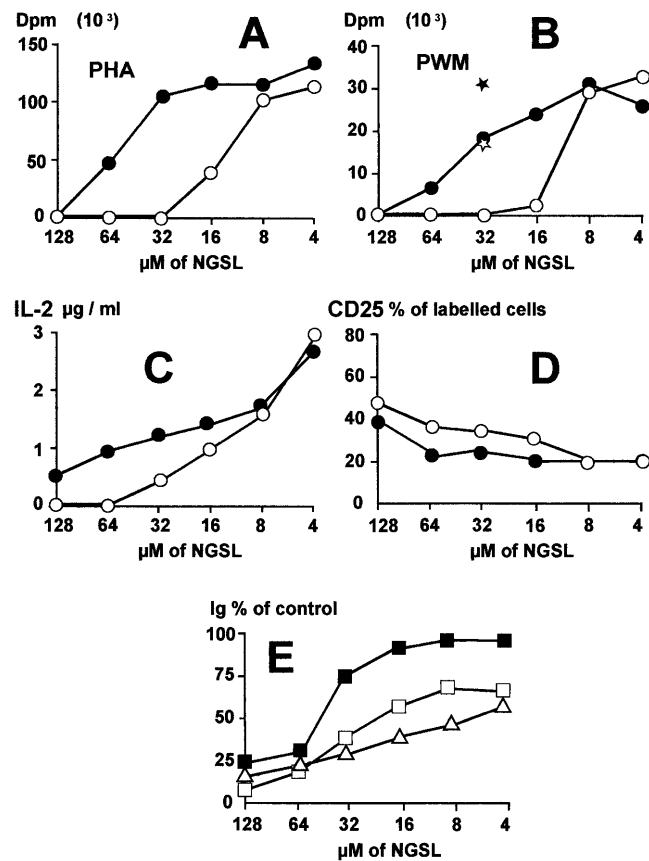 Dpm (10 3)
A
PHA
150
100
50
0
128 64 32 16 8 4
µM of NGSL
Dpm (10 3)
B
PWM
40
30
20
10
0
128 64 32 16 8 4
µM of NGSL
IL-2 µg / ml
C
3
2
1
0
128 64 32 16 8 4
µM of NGSL
CD25 % of labelled cells
D
80
60
40
20
0
128 64 32 16 8 4
µM of NGSL
Ig % of control
E
100
75
50
25
0
128 64 32 16 8 4
µM of NGSL